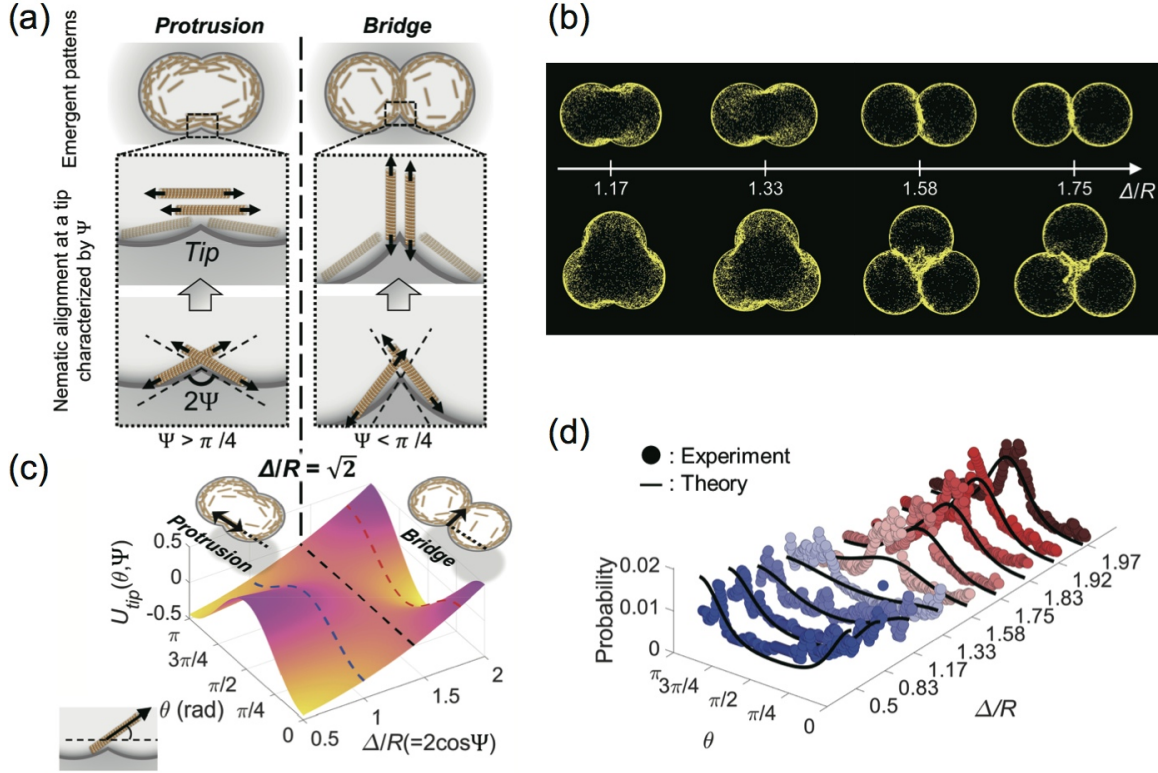 (a)
Protrusion
Bridge
Emergent patterns
Nematic alignment at a tip
characterized by Ψ
Tip
2Ψ
Ψ > π /4
Ψ < π /4
(b)
1.17
1.33
1.58
1.75
Δ/R
(c)
Δ/R = √2
Protrusion
Bridge
U_tip(θ,Ψ)
0.5
0
-0.5
π
3π/4
π/2
π/4
0
θ (rad)
0.5
1
1.5
2
Δ/R(=2cosΨ)
(d)
: Experiment
: Theory
Probability
0.02
0.01
0
π
3π/4
π/2
π/4
0
θ
0.5
0.83
1.17
1.33
1.58
1.75
1.83
1.92
1.97
Δ/R